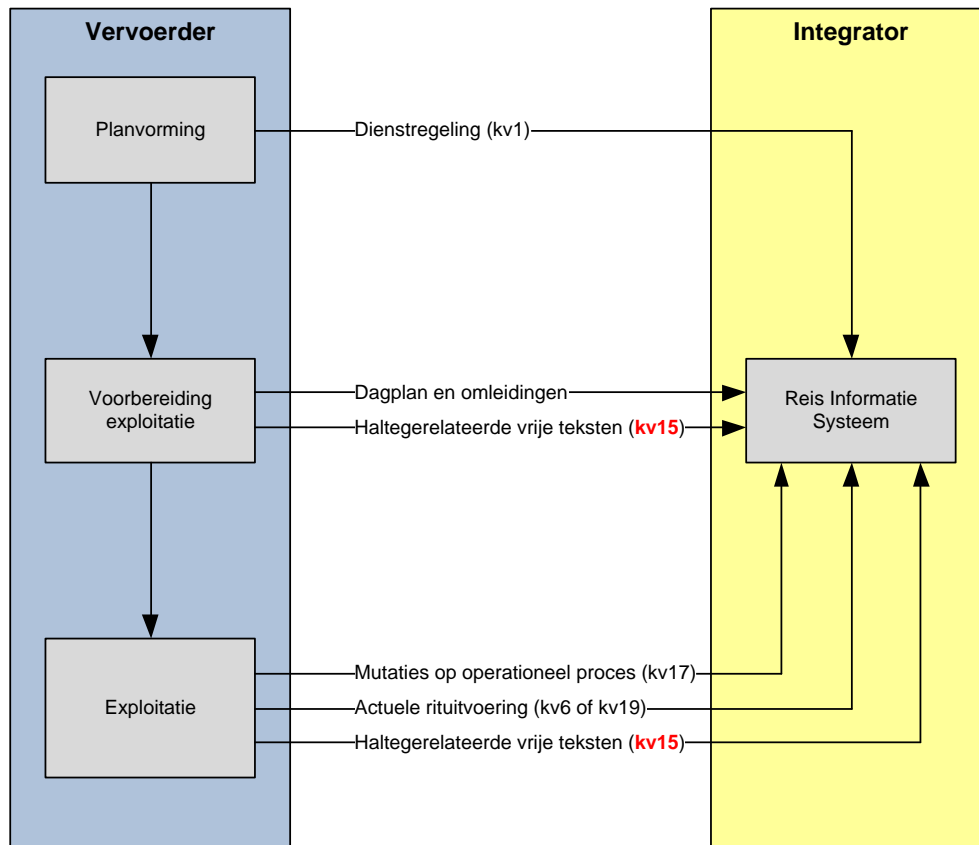 Vervoerder
Integrator
Planvorming
Dienstregeling (kv1)
Voorbereiding
exploitatie
Dagplan en omleidingen
Haltegerelateerde vrije teksten (kv15)
Reis Informatie
Systeem
Exploitatie
Mutaties op operationeel proces (kv17)
Actuele rituitvoering (kv6 of kv19)
Haltegerelateerde vrije teksten (kv15)